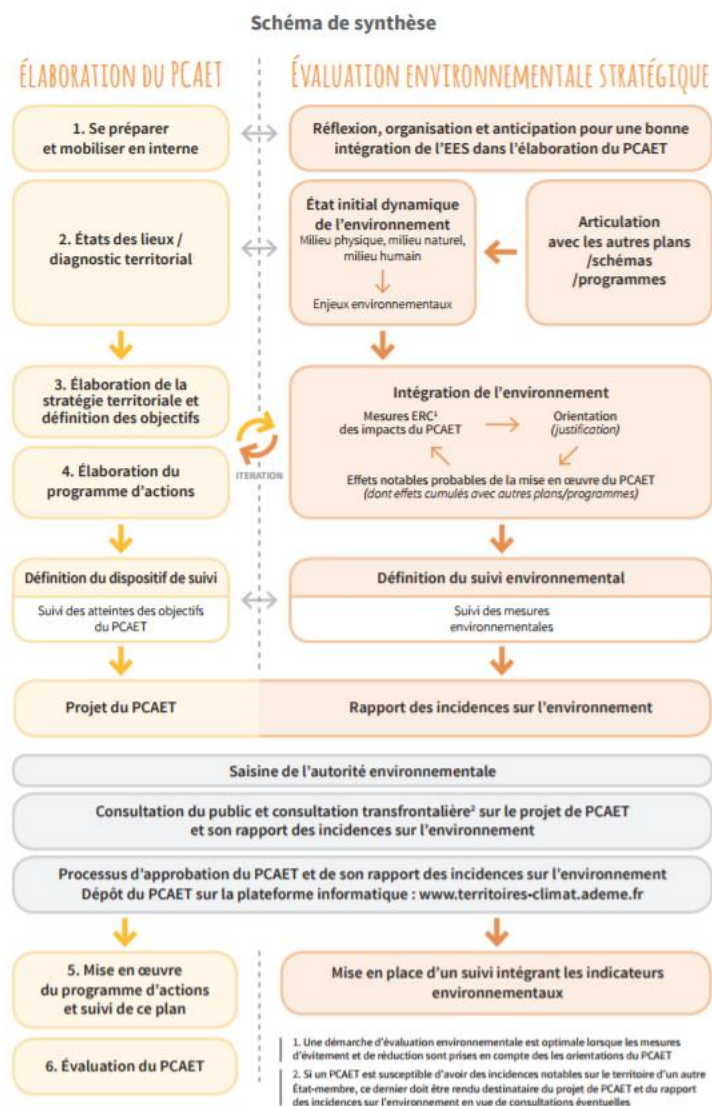 Schéma de synthèse
ÉLABORATION DU PCAET
ÉVALUATION ENVIRONNEMENTALE STRATÉGIQUE
1. Se préparer
et mobiliser en interne
Réflexion, organisation et anticipation pour une bonne
intégration de l'EES dans l'élaboration du PCAET
2. États des lieux /
diagnostic territorial
État initial dynamique
de l'environnement
Milieu physique, milieu naturel,
milieu humain
Enjeux environnementaux
Articulation
avec les autres plans
/schémas
/programmes
3. Élaboration de la
stratégie territoriale et
définition des objectifs
4. Élaboration du
programme d'actions
ITERATION
Intégration de l'environnement
Mesures ERC¹
des impacts du PCAET
Orientation
(justification)
Effets notables probables de la mise en œuvre du PCAET
(dont effets cumulés avec autres plans/programmes)
Définition du dispositif de suivi
Suivi des atteintes des objectifs
du PCAET
Définition du suivi environnemental
Suivi des mesures
environnementales
Projet du PCAET
Rapport des incidences sur l'environnement
Saisine de l'autorité environnementale
Consultation du public et consultation transfrontalière² sur le projet de PCAET
et son rapport des incidences sur l'environnement
Processus d'approbation du PCAET et de son rapport des incidences sur l'environnement
Dépôt du PCAET sur la plateforme informatique : www.territoires-climat.ademe.fr
5. Mise en œuvre
du programme d'actions
et suivi de ce plan
Mise en place d'un suivi intégrant les indicateurs
environnementaux
6. Évaluation du PCAET
1. Une démarche d'évaluation environnementale est optimale lorsque les mesures
d'évitement et de réduction sont prises en compte des les orientations du PCAET
2. Si un PCAET est susceptible d'avoir des incidences notables sur le territoire d'un autre
État-membre, ce dernier doit être rendu destinataire du projet de PCAET et du rapport
des incidences sur l'environnement en vue de consultations éventuelles